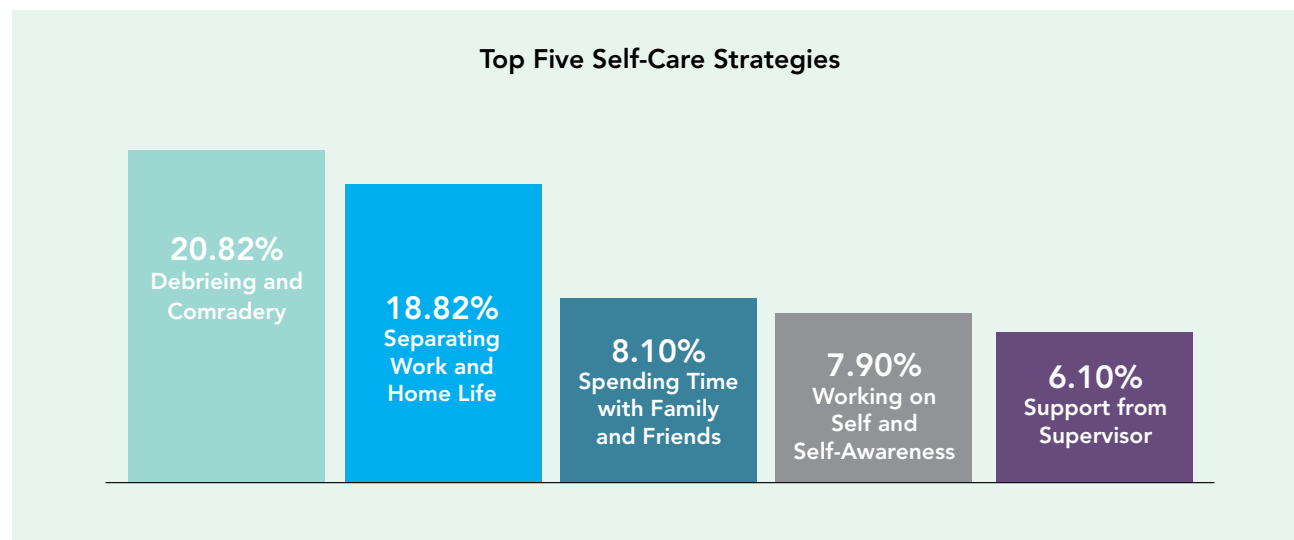 Top Five Self-Care Strategies
20.82%
Debrieing and
Comradery
18.82%
Separating
Work and
Home Life
8.10%
Spending Time
with Family
and Friends
7.90%
Working on
Self and
Self-Awareness
6.10%
Support from
Supervisor